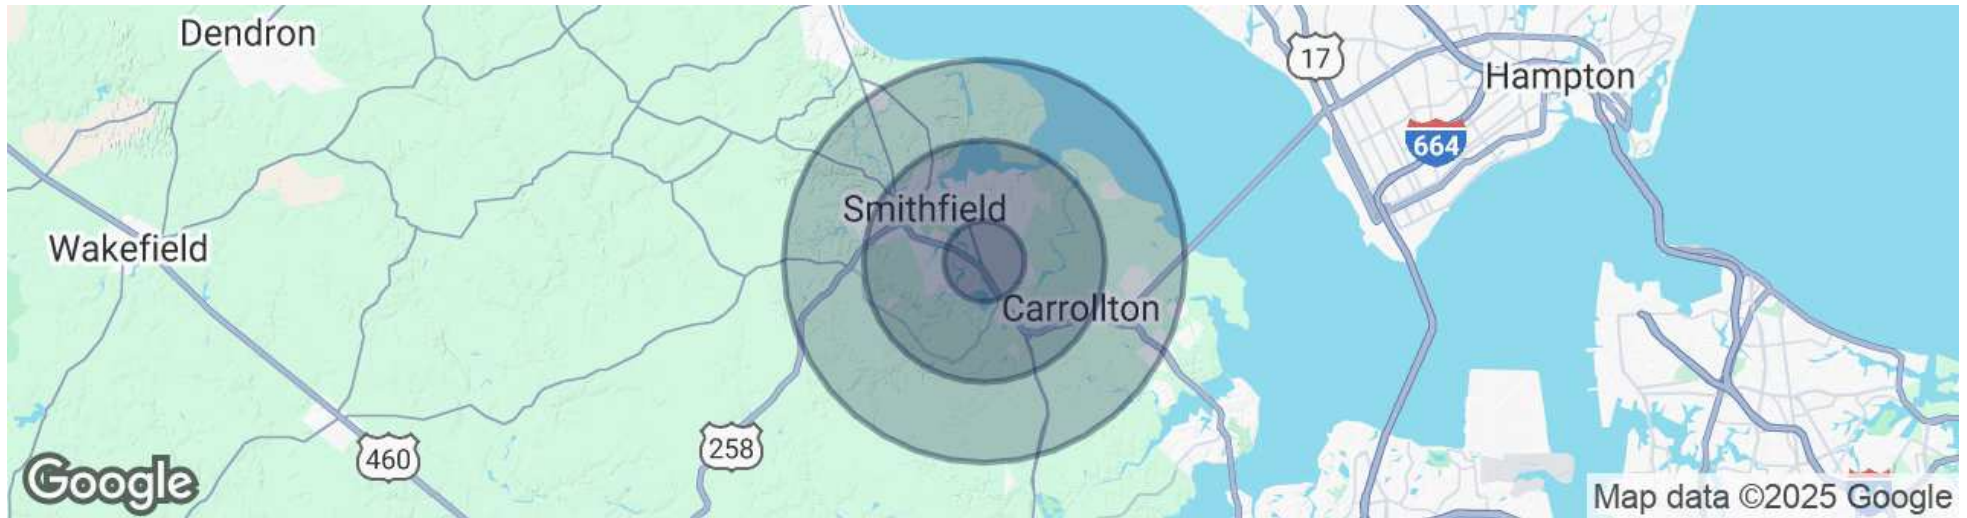 Dendron
17
Hampton
664
Smithfield
Wakefield
Carrollton
258
460
Google
Map data ©2025 Google